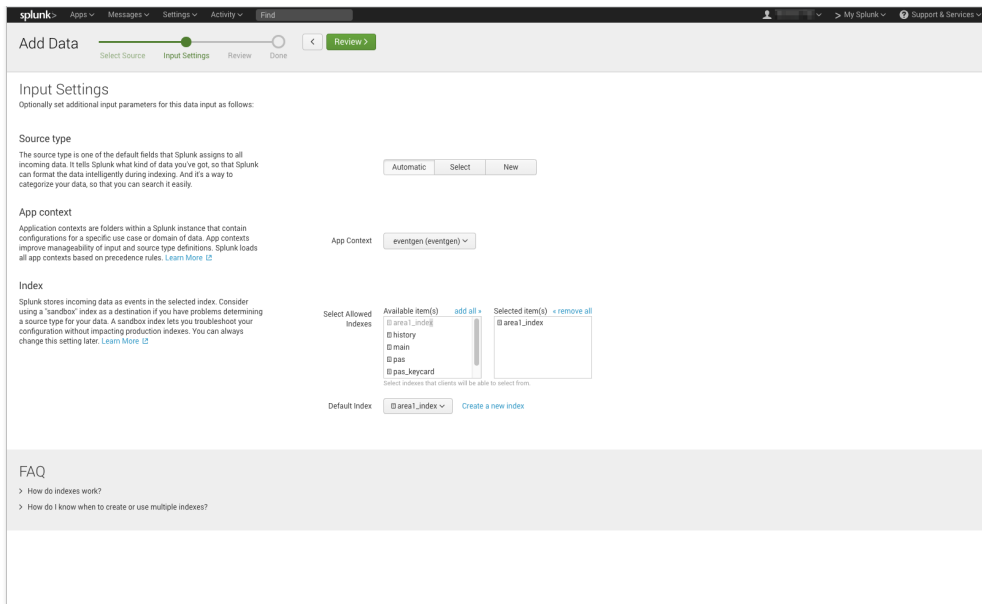 splunk> Apps Messages Settings Activity Find > My Splunk Support & Services
Add Data
Select Source Input Settings Review Done
< Review >
Input Settings
Optionally set additional input parameters for this data input as follows:
Source type
The source type is one of the default fields that Splunk assigns to all
incoming data. It tells Splunk what kind of data you've got, so that Splunk
can format the data intelligently during indexing. And it's a way to
categorize your data, so that you can search it easily.
Automatic Select New
App context
Application contexts are folders within a Splunk instance that contain
configurations for a specific use case or domain of data. App contexts
improve manageability of input and source type definitions. Splunk loads
all app contexts based on precedence rules. Learn More
App Context eventgen (eventgen)
Index
Splunk stores incoming data as events in the selected index. Consider
using a "sandbox" index as a destination if you have problems determining
a source type for your data. A sandbox index lets you troubleshoot your
configuration without impacting production indexes. You can always
change this setting later. Learn More
Select Allowed
Indexes
Available item(s) add all »
area1_index
history
main
pas
pas_keycard
Selected item(s) « remove all
area1_index
Select indexes that clients will be able to select from.
Default Index area1_index Create a new index
FAQ
> How do indexes work?
> How do I know when to create or use multiple indexes?